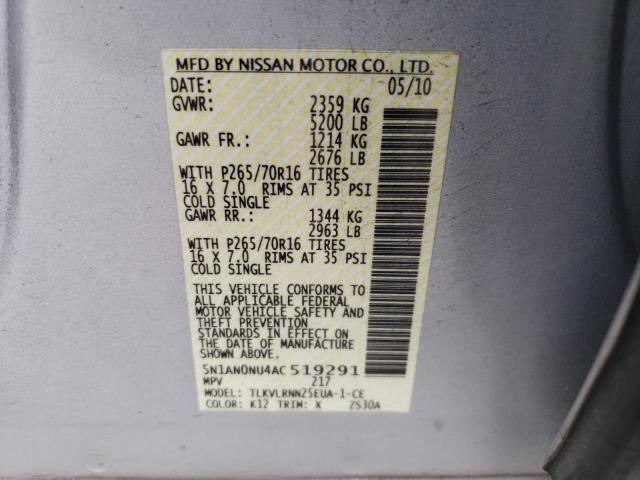 MFD BY NISSAN MOTOR CO., LTD.
DATE: 05/10
GVWR: 2359 KG
5200 LB
GAWR FR.: 1214 KG
2676 LB
WITH P265/70R16 TIRES
16 X 7.0 RIMS AT 35 PSI
COLD SINGLE
GAWR RR.: 1344 KG
2963 LB
WITH P265/70R16 TIRES
16 X 7.0 RIMS AT 35 PSI
COLD SINGLE
THIS VEHICLE CONFORMS TO
ALL APPLICABLE FEDERAL
MOTOR VEHICLE SAFETY AND
THEFT PREVENTION
STANDARDS IN EFFECT ON
THE DATE OF MANUFACTURE
SHOWN ABOVE.
5N1AN0NU4AC519291
MPV 217
MODEL: TLKVLRNN25EUA-1-CE
COLOR: K12 TRIM: X ZS30A